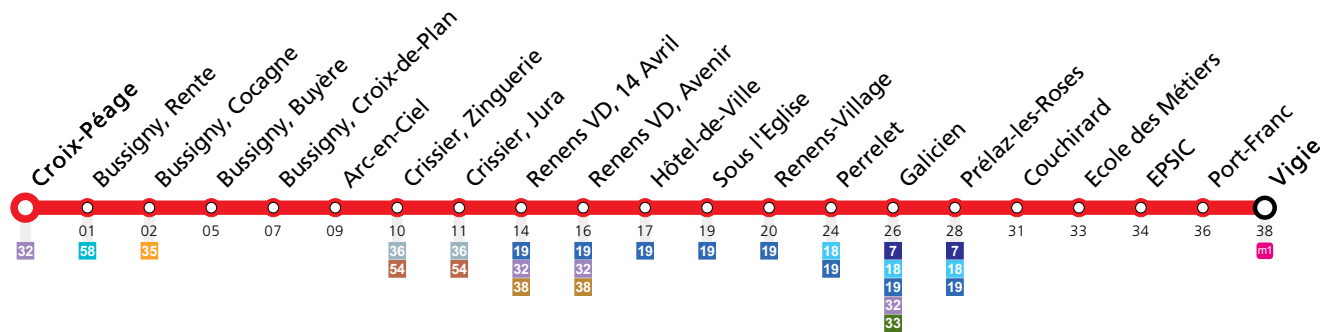 Croix-Péage
Bussigny, Rente
Bussigny, Cocagne
Bussigny, Buyère
Bussigny, Croix-de-Plan
Arc-en-Ciel
Crissier, Zinguerie
Crissier, Jura
Renens VD, 14 Avril
Renens VD, Avenir
Hôtel-de-Ville
Sous l'Eglise
Renens-Village
Perrelet
Galicien
Prélaz-les-Roses
Couchirard
Ecole des Métiers
EPSIC
Port-Franc
Vigie
01 02 05 07 09 10 11 14 16 17 19 20 24 26 28 31 33 34 36 38
32 58 35 36 36 19 19 19 19 19 18 7 7 m1
54 54 32 32 19 18 18
38 38 19 19
32
33